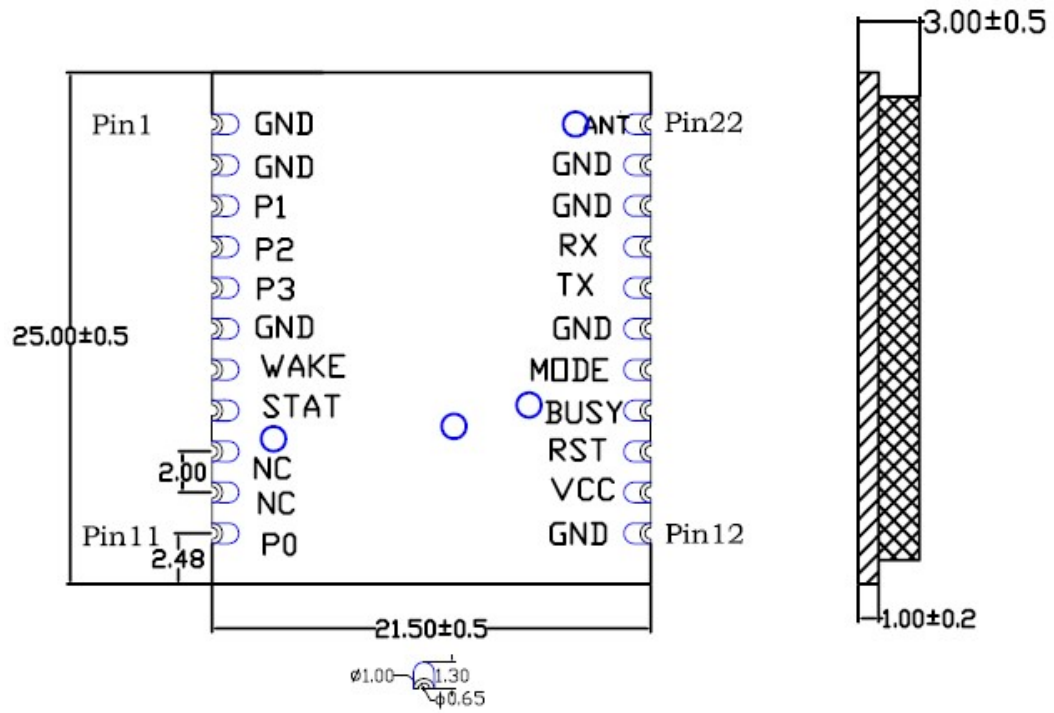 3.00±0.5
Pin1 GND ANT Pin22
GND GND
P1 GND
P2 RX
P3 TX
25.00±0.5 GND GND
WAKE MODE
STAT BUSY
RST
2.00 NC
NC VCC
Pin11 P0 GND Pin12
2.48
1.00±0.2
21.50±0.5
ø1.00 1.30
ϕ0.65